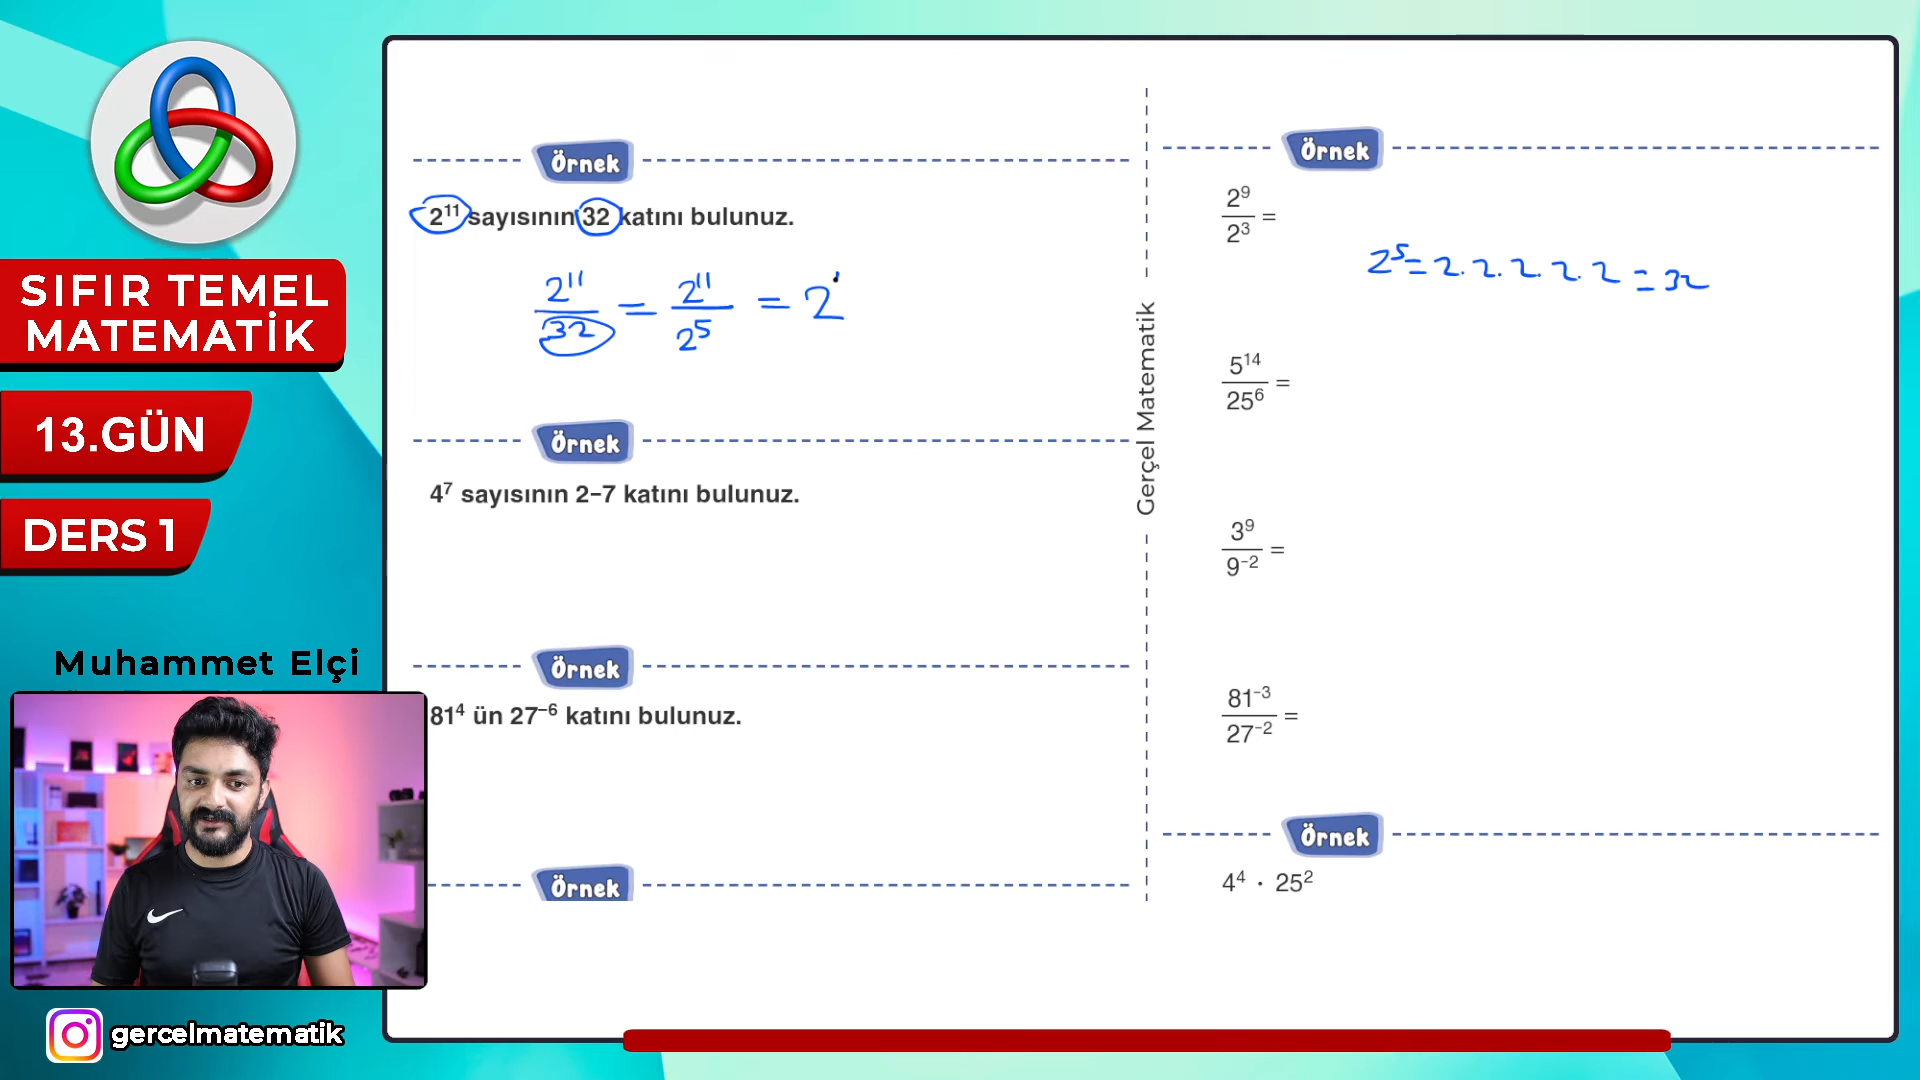 SIFIR TEMEL
MATEMATİK
13.GÜN
DERS 1
Muhammet Elçi
gercelmatematik
Örnek
2¹¹ sayısının 32 katını bulunuz.
2¹¹/32 = 2¹¹/2⁵ = 2
Örnek
4⁷ sayısının 2–7 katını bulunuz.
Örnek
81⁴ ün 27⁻⁶ katını bulunuz.
Örnek
Gerçel Matematik
Örnek
2⁹/2³ =
2⁵ = 2.2.2.2.2 = 32
5¹⁴/25⁶ =
3⁹/9⁻² =
81⁻³/27⁻² =
Örnek
4⁴ · 25²